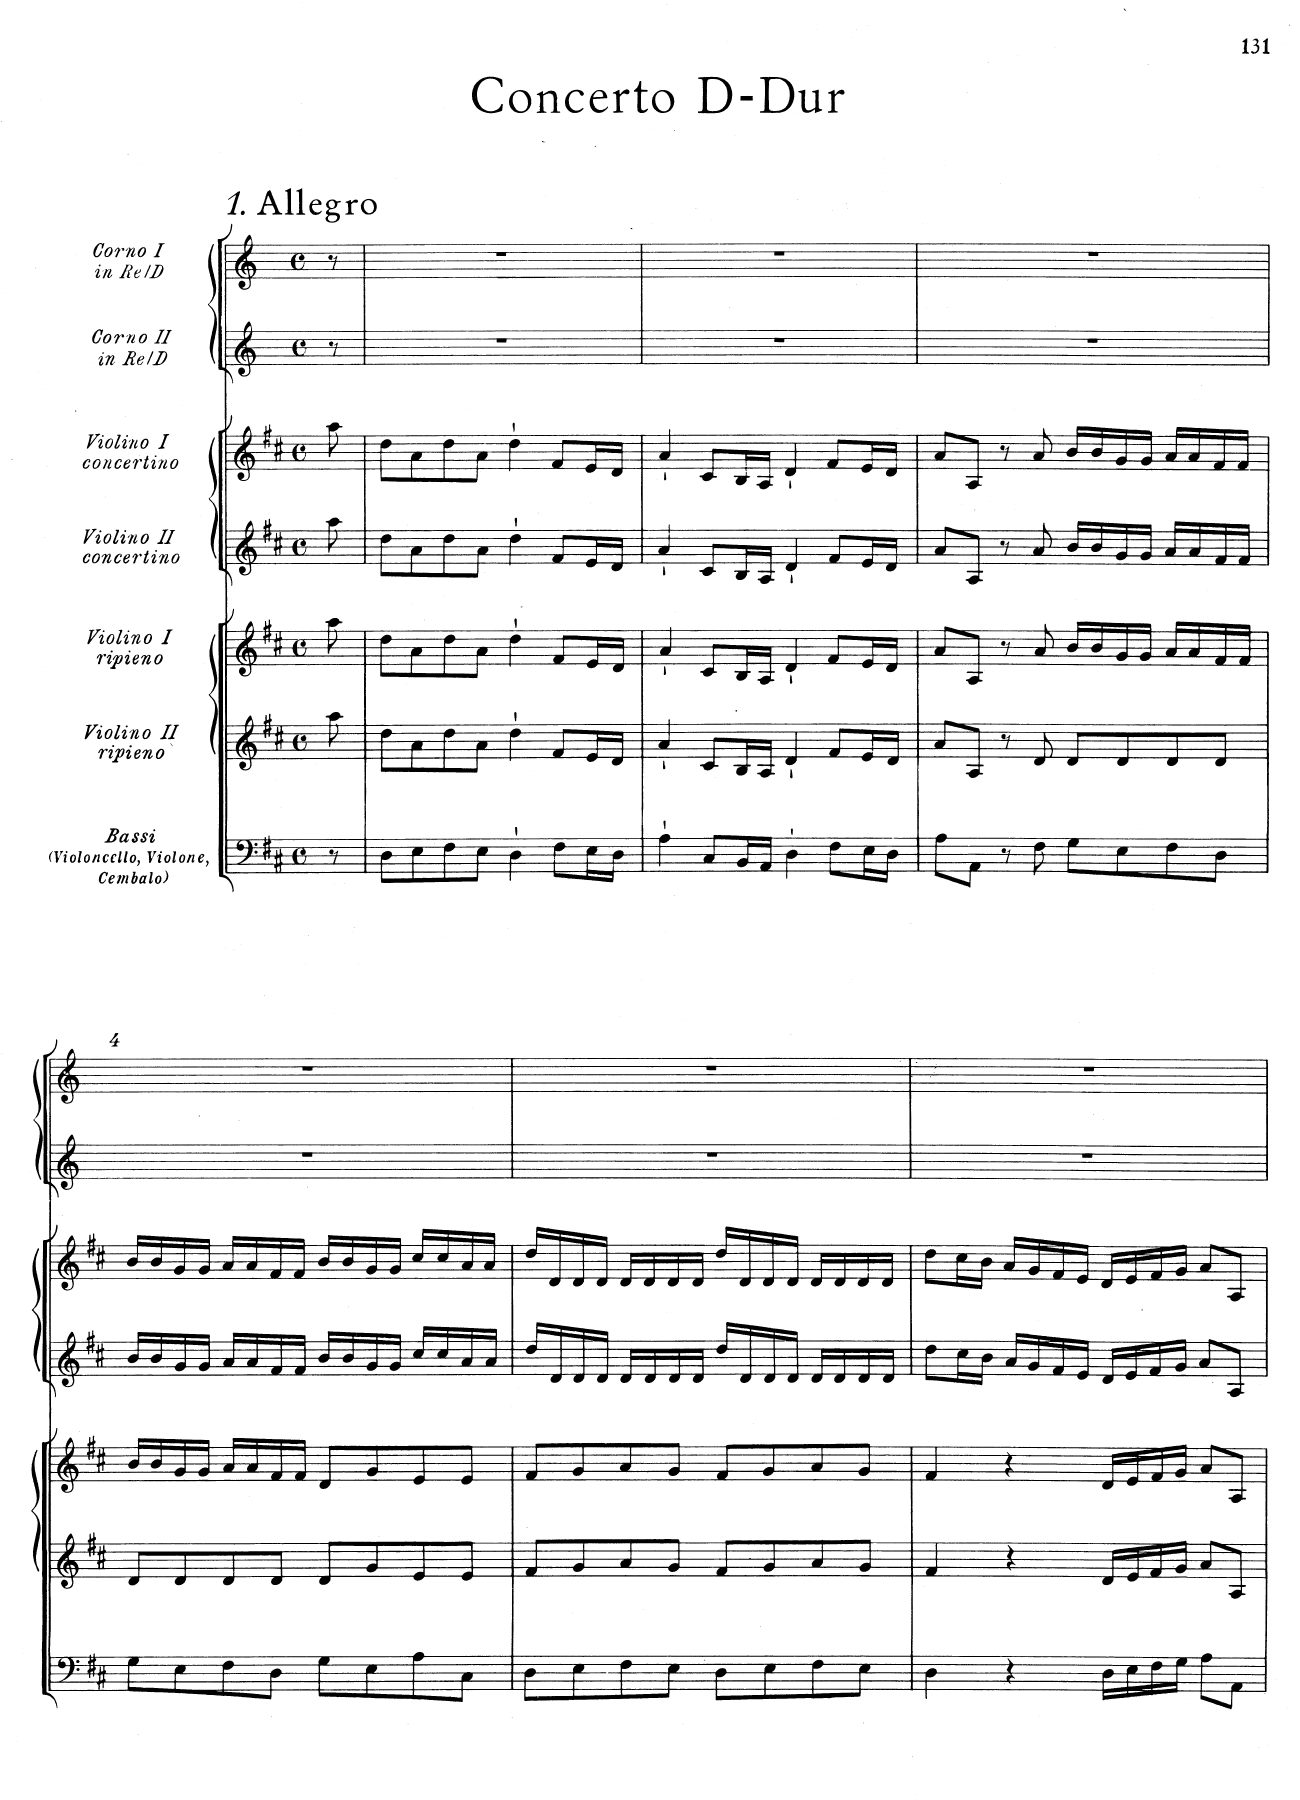 131
Concerto D-Dur
1. Allegro
Corno I
in Re/D
Corno II
in Re/D
Violino I
concertino
Violino II
concertino
Violino I
ripieno
Violino II
ripieno
Bassi
(Violoncello, Violone,
Cembalo)
4